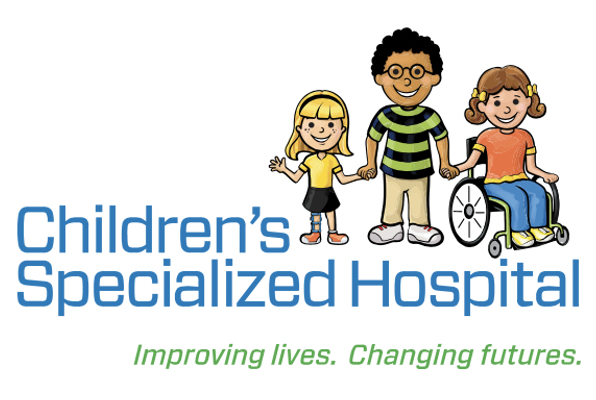 Children's
Specialized Hospital
Improving lives. Changing futures.